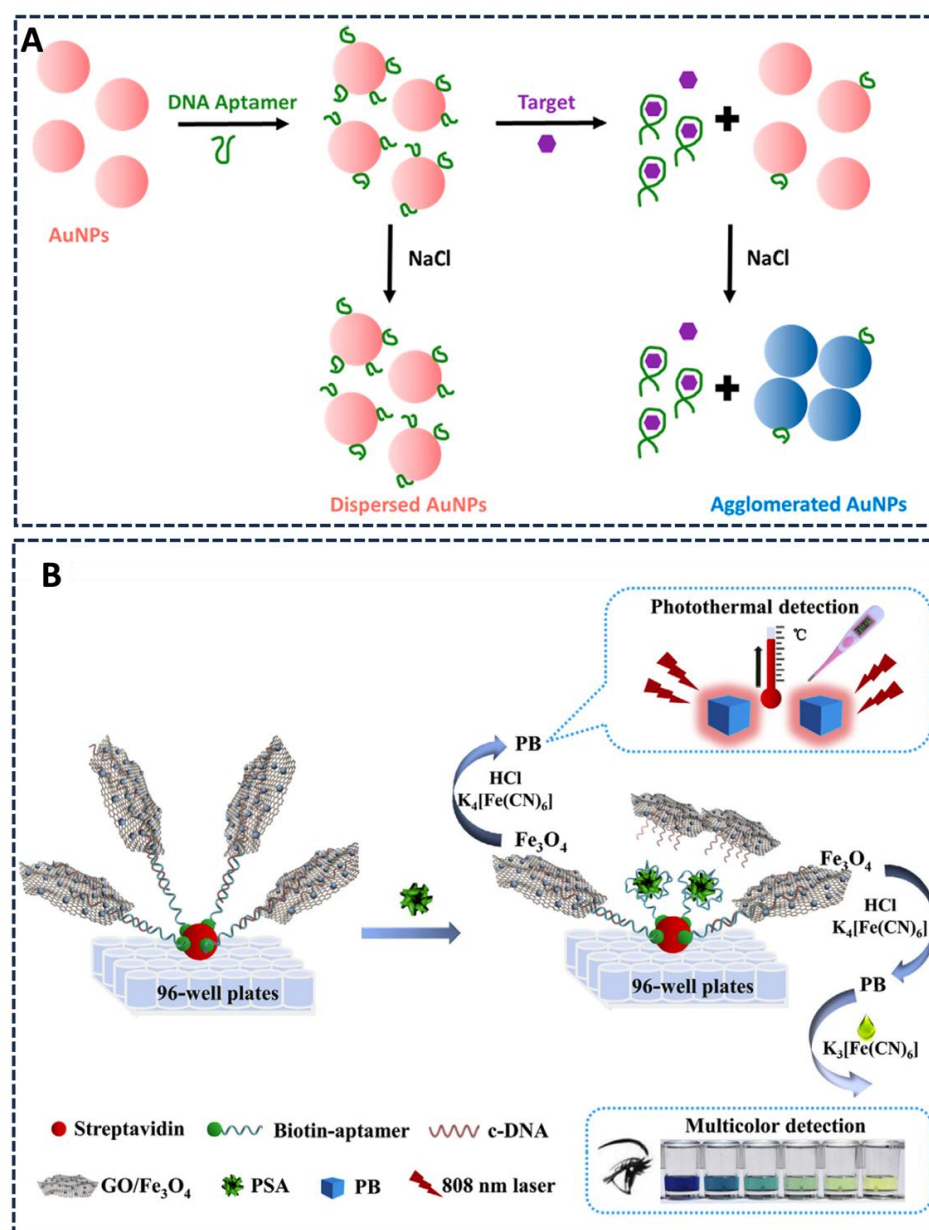 A
DNA Aptamer
Target
AuNPs
NaCl
NaCl
Dispersed AuNPs
Agglomerated AuNPs
B
Photothermal detection
℃
PB
HCl
K₄[Fe(CN)₆]
Fe₃O₄
Fe₃O₄
HCl
K₄[Fe(CN)₆]
96-well plates
96-well plates
PB
K₃[Fe(CN)₆]
Streptavidin
Biotin-aptamer
c-DNA
Multicolor detection
GO/Fe₃O₄
PSA
PB
808 nm laser